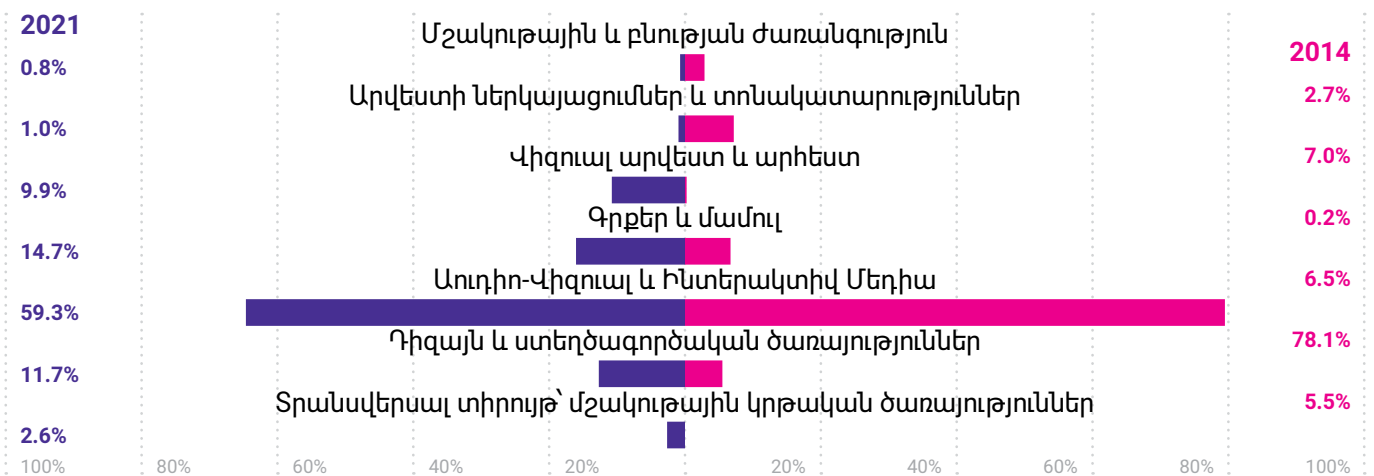 2021
Մշակութային և բնության ժառանգություն
2014
0.8%
Արվեստի ներկայացումներ և տոնակատարություններ
2.7%
1.0%
Վիզուալ արվեստ և արհեստ
7.0%
9.9%
Գրքեր և մամուլ
0.2%
14.7%
Աուդիո-Վիզուալ և Ինտերակտիվ Մեդիա
6.5%
59.3%
Դիզայն և ստեղծագործական ծառայություններ
78.1%
11.7%
Տրանսվերսալ տիրույթ՝ մշակութային կրթական ծառայություններ
5.5%
2.6%
100% 80% 60% 40% 20% 20% 40% 60% 80% 100%